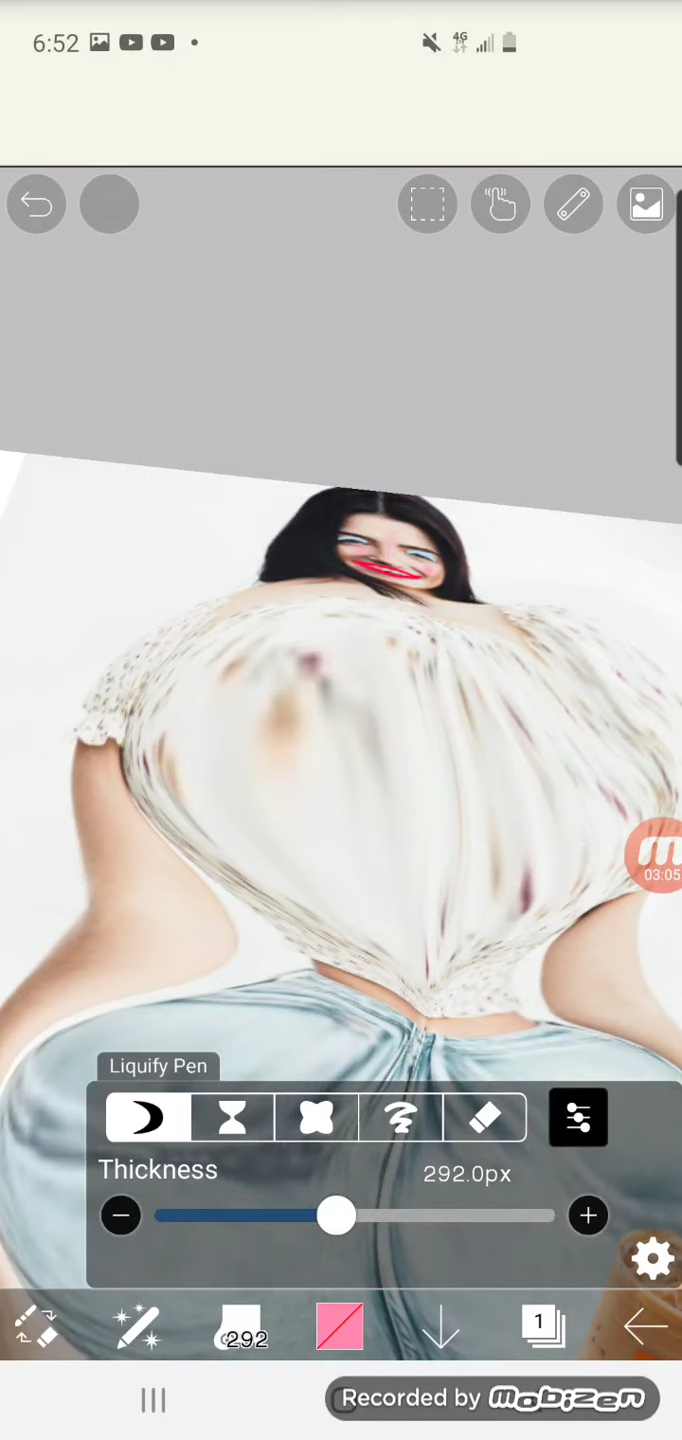 6:52
4G
03:05
Liquify Pen
Thickness
292.0px
292
1
Recorded by mobizen